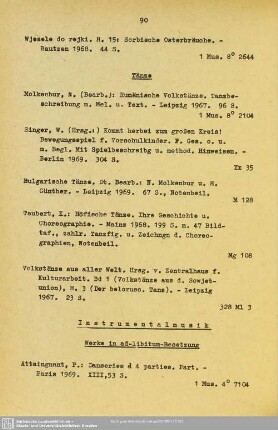 90
Wjesele do rejki. H. 15: Sorbische Osterbräuche. -
Bautzen 1968. 44 S.
1 Mus. 8° 2644
Tänze
Molkenbur, N. (Bearb.): Rumänische Volkstänze. Tanzbe-
schreibung m. Mel. u. Text. - Leipzig 1967. 96 S.
1 Mus. 8° 2104
Singer, W. (Hrsg.:) Kommt herbei zum großen Kreis!
Bewegungsspiel f. Vorschulkinder. F. Ges. o. u.
m. Begl. Mit Spielbeschreibg u. method. Hinweisen. -
Berlin 1969. 304 S.
Yz 35
Bulgarische Tänze. Dt. Bearb.: N. Molkenbur u. H.
Günther. - Leipzig 1969. 67 S., Notenbeil.
M 128
Taubert, K.: Höfische Tänze. Ihre Geschichte u.
Choreographie. - Mainz 1968. 199 S. m. 47 Bild-
taf., zahlr. Tanzfig. u. Zeichngn d. Choreo-
graphien, Notenbeil.
Mg 108
Volkstänze aus aller Welt. Hrsg. v. Zentralhaus f.
Kulturarbeit. Bd 1 (Volkstänze aus d. Sowjet-
union), H. 3 (Der beloruss. Tanz). - Leipzig
1967. 23 S.
328 Ml 3
Instrumentalmusik
Werke in ad-libitum-Besetzung
Attaingnant, P.: Danseries à 4 parties. Part. -
Paris 1969. XIII,53 S.
1 Mus. 4° 7104